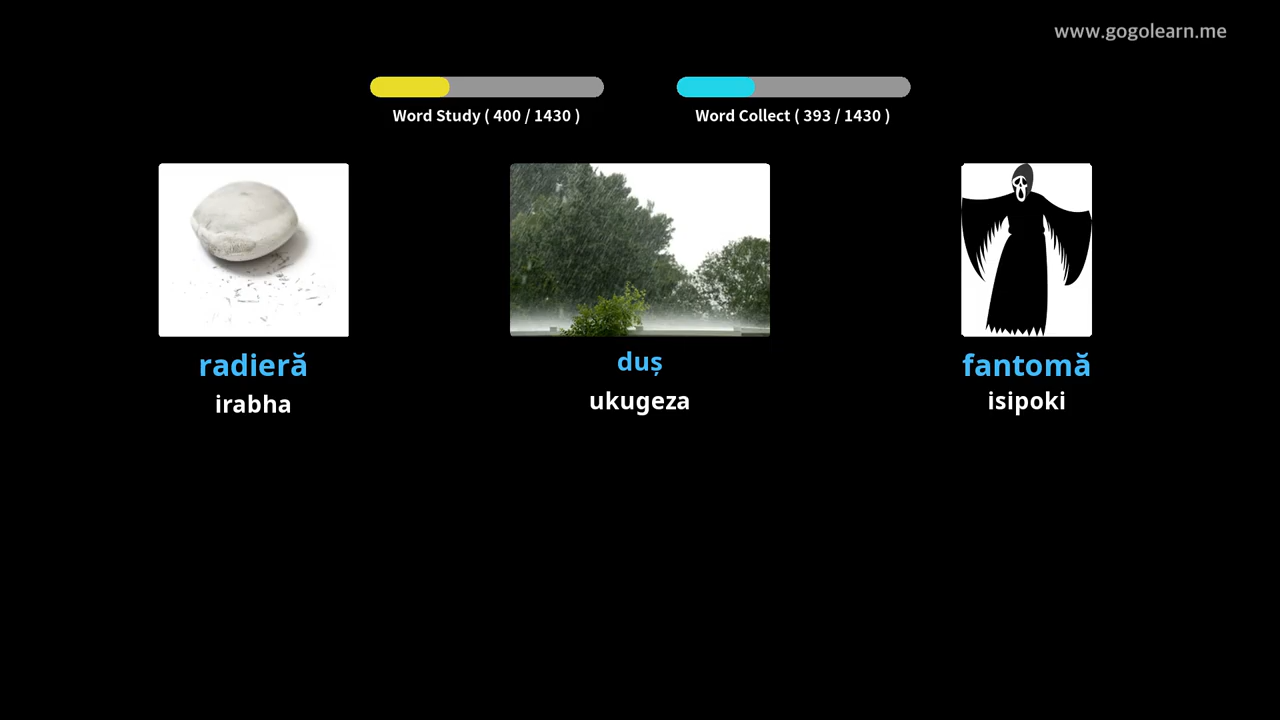 www.gogolearn.me
Word Study ( 400 / 1430 )
Word Collect ( 393 / 1430 )
radieră
duș
fantomă
irabha
ukugeza
isipoki